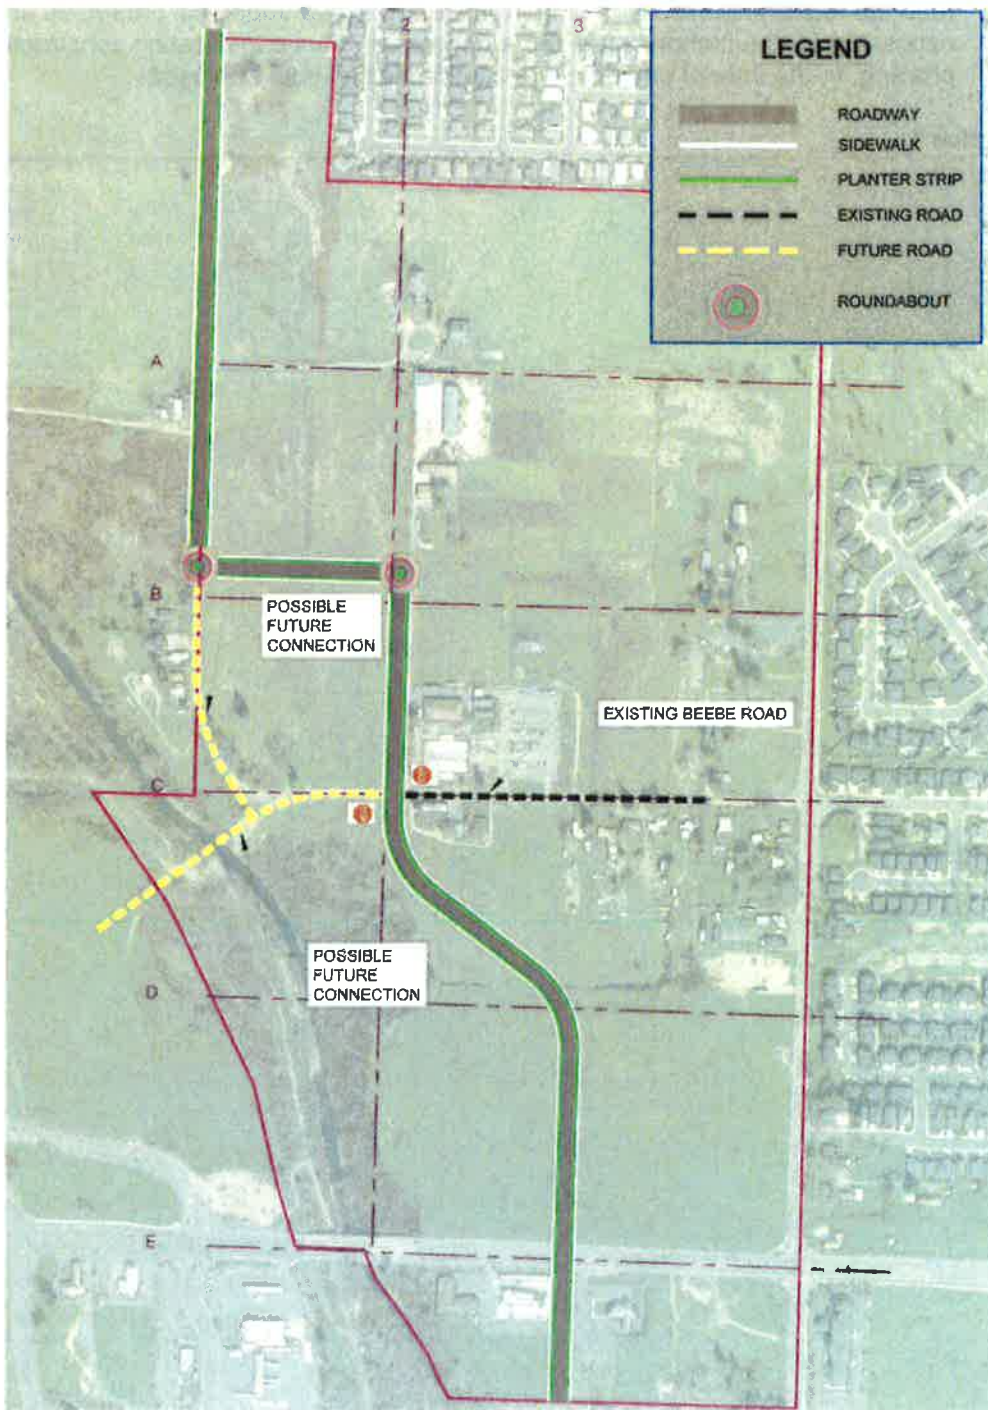 2
3
LEGEND
ROADWAY
SIDEWALK
PLANTER STRIP
EXISTING ROAD
FUTURE ROAD
ROUNDABOUT
A
B
POSSIBLE
FUTURE
CONNECTION
EXISTING BEEBE ROAD
C
POSSIBLE
FUTURE
CONNECTION
D
E